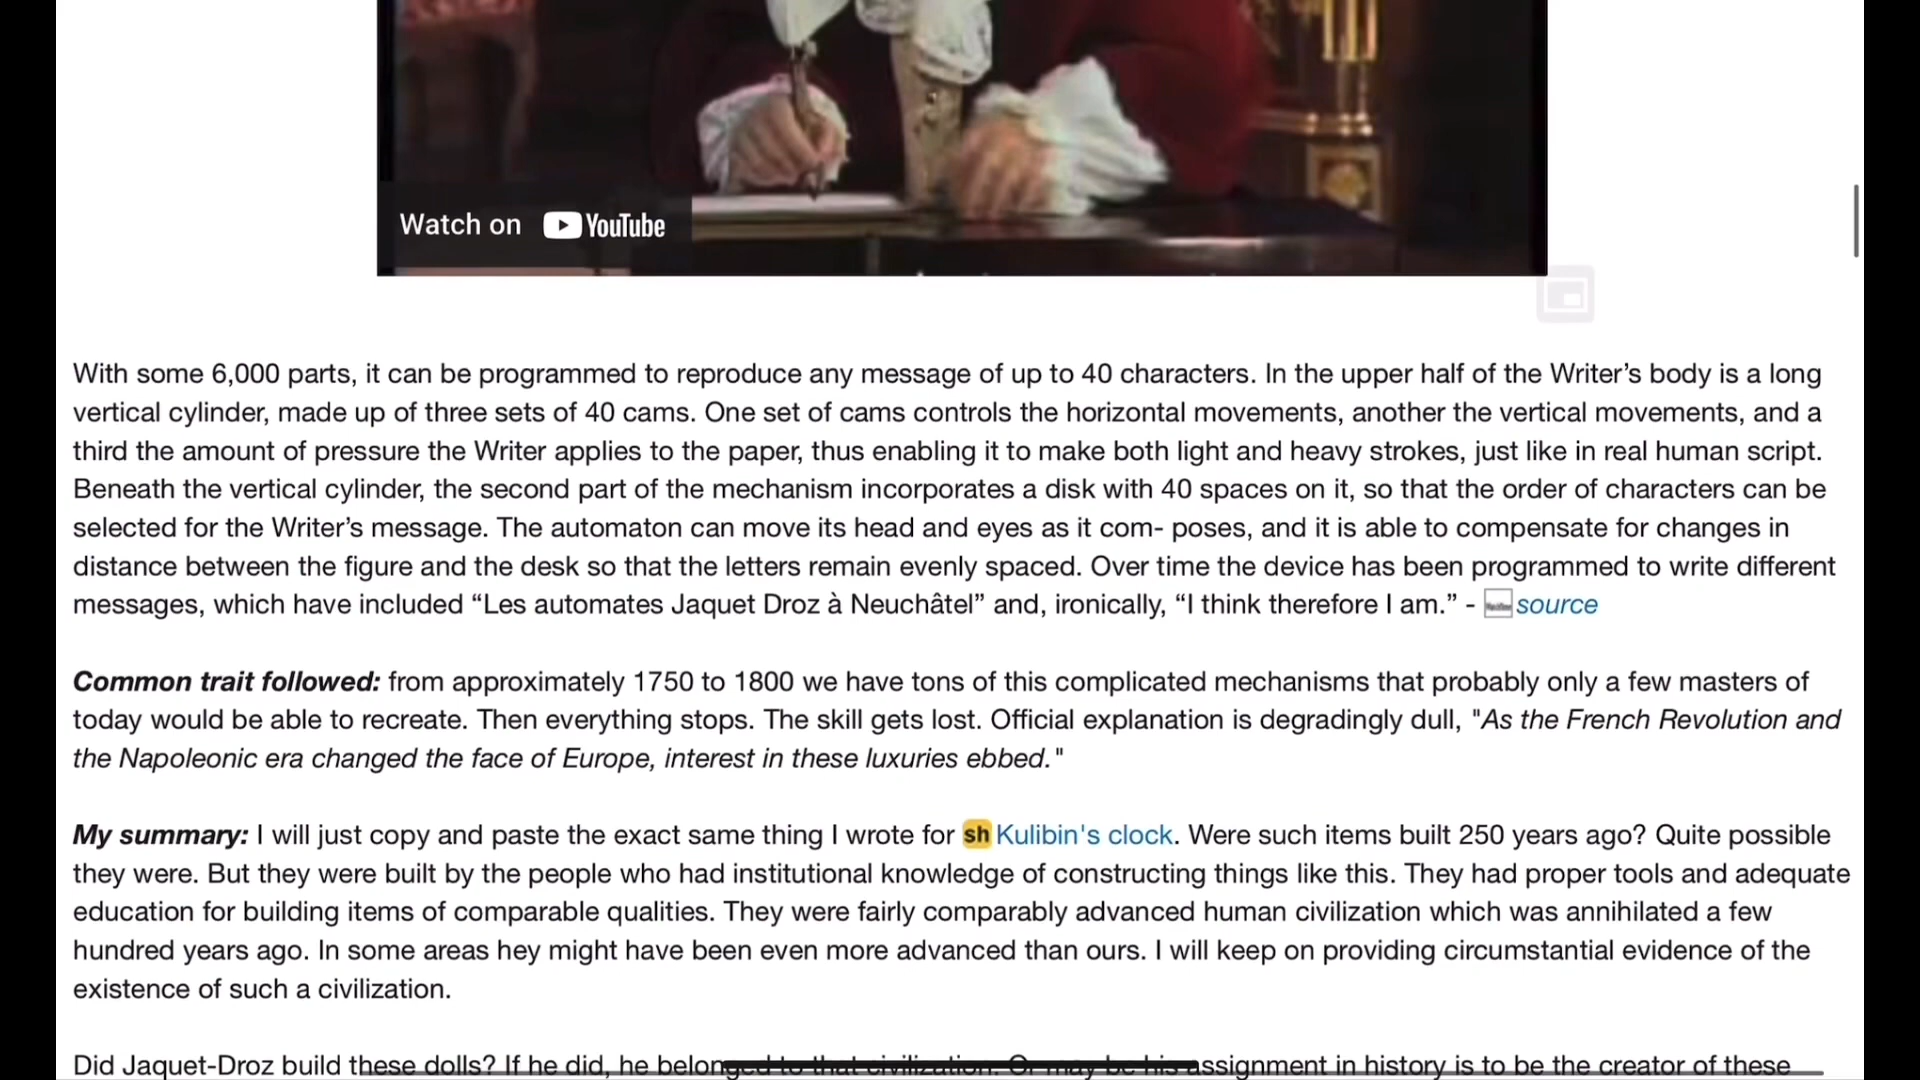 Watch on YouTube
With some 6,000 parts, it can be programmed to reproduce any message of up to 40 characters. In the upper half of the Writer’s body is a long
vertical cylinder, made up of three sets of 40 cams. One set of cams controls the horizontal movements, another the vertical movements, and a
third the amount of pressure the Writer applies to the paper, thus enabling it to make both light and heavy strokes, just like in real human script.
Beneath the vertical cylinder, the second part of the mechanism incorporates a disk with 40 spaces on it, so that the order of characters can be
selected for the Writer’s message. The automaton can move its head and eyes as it com- poses, and it is able to compensate for changes in
distance between the figure and the desk so that the letters remain evenly spaced. Over time the device has been programmed to write different
messages, which have included “Les automates Jaquet Droz à Neuchâtel” and, ironically, “I think therefore I am.” - source
Common trait followed: from approximately 1750 to 1800 we have tons of this complicated mechanisms that probably only a few masters of
today would be able to recreate. Then everything stops. The skill gets lost. Official explanation is degradingly dull, "As the French Revolution and
the Napoleonic era changed the face of Europe, interest in these luxuries ebbed."
My summary: I will just copy and paste the exact same thing I wrote for sh Kulibin's clock. Were such items built 250 years ago? Quite possible
they were. But they were built by the people who had institutional knowledge of constructing things like this. They had proper tools and adequate
education for building items of comparable qualities. They were fairly comparably advanced human civilization which was annihilated a few
hundred years ago. In some areas hey might have been even more advanced than ours. I will keep on providing circumstantial evidence of the
existence of such a civilization.
Did Jaquet-Droz build these dolls? If he did, he belonged to that civilization. Or may be his assignment in history is to be the creator of these